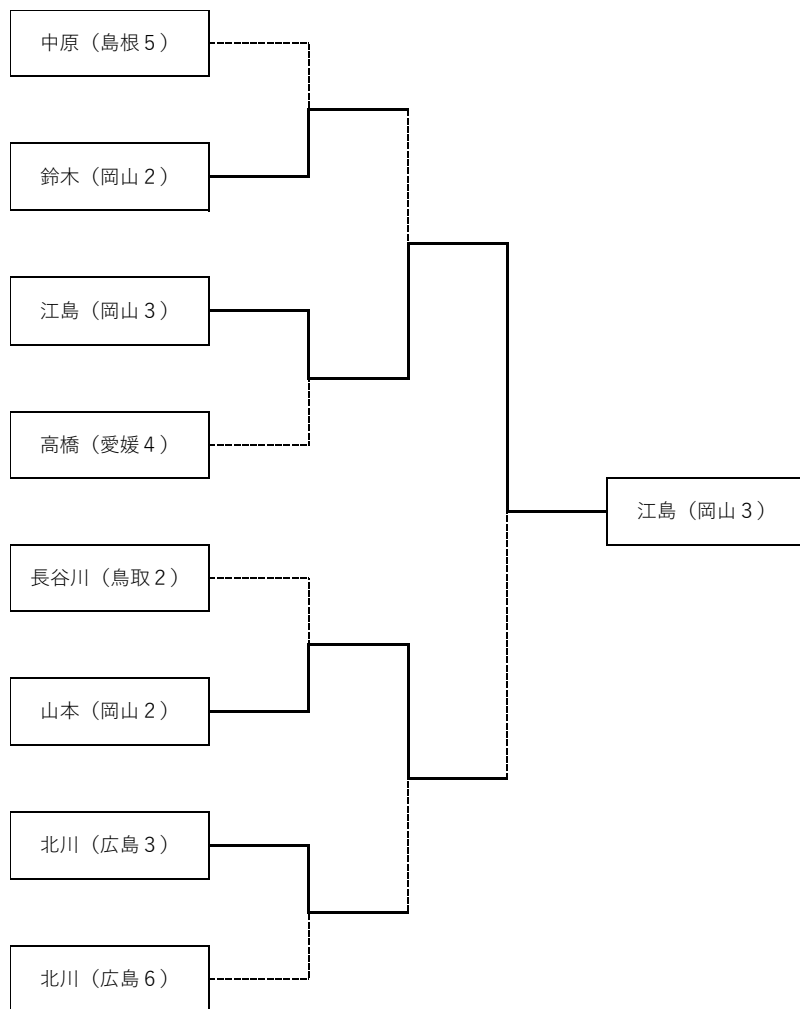 中原（島根５）
鈴木（岡山２）
江島（岡山３）
高橋（愛媛４）
江島（岡山３）
長谷川（鳥取２）
山本（岡山２）
北川（広島３）
北川（広島６）